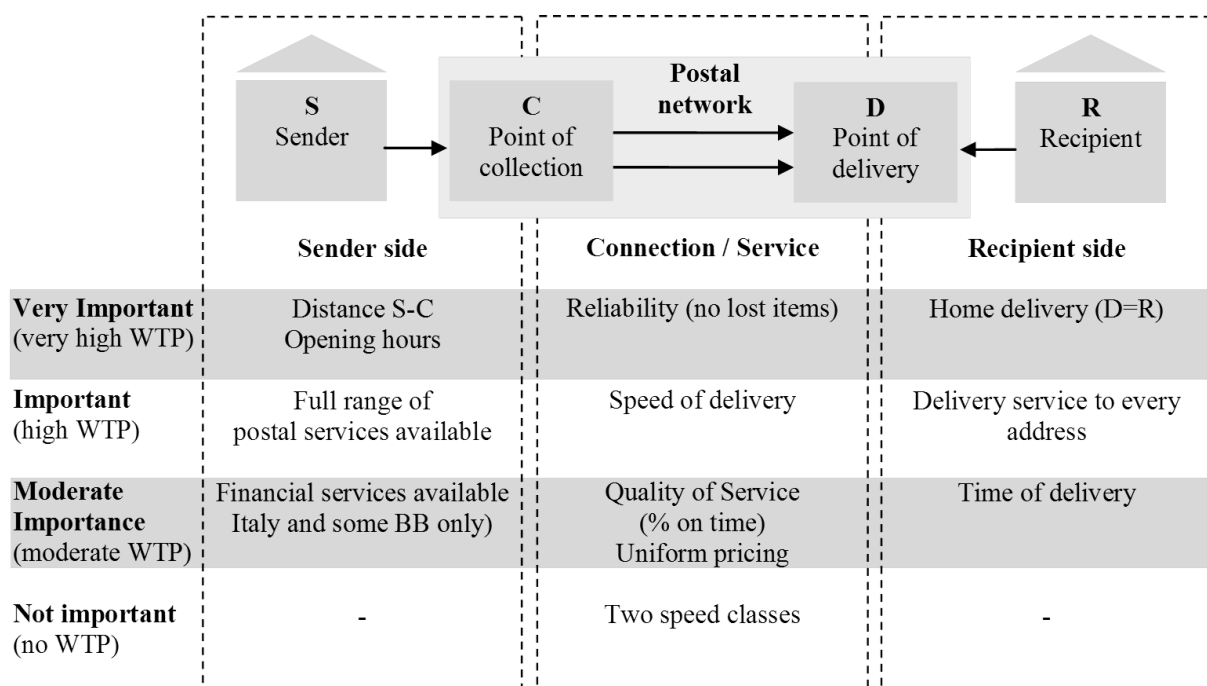 Postal
network
S
Sender
C
Point of
collection
D
Point of
delivery
R
Recipient
Sender side
Connection / Service
Recipient side
Very Important
(very high WTP)
Distance S-C
Opening hours
Reliability (no lost items)
Home delivery (D=R)
Important
(high WTP)
Full range of
postal services available
Speed of delivery
Delivery service to every
address
Moderate
Importance
(moderate WTP)
Financial services available
Italy and some BB only)
Quality of Service
(% on time)
Uniform pricing
Time of delivery
Not important
(no WTP)
-
Two speed classes
-